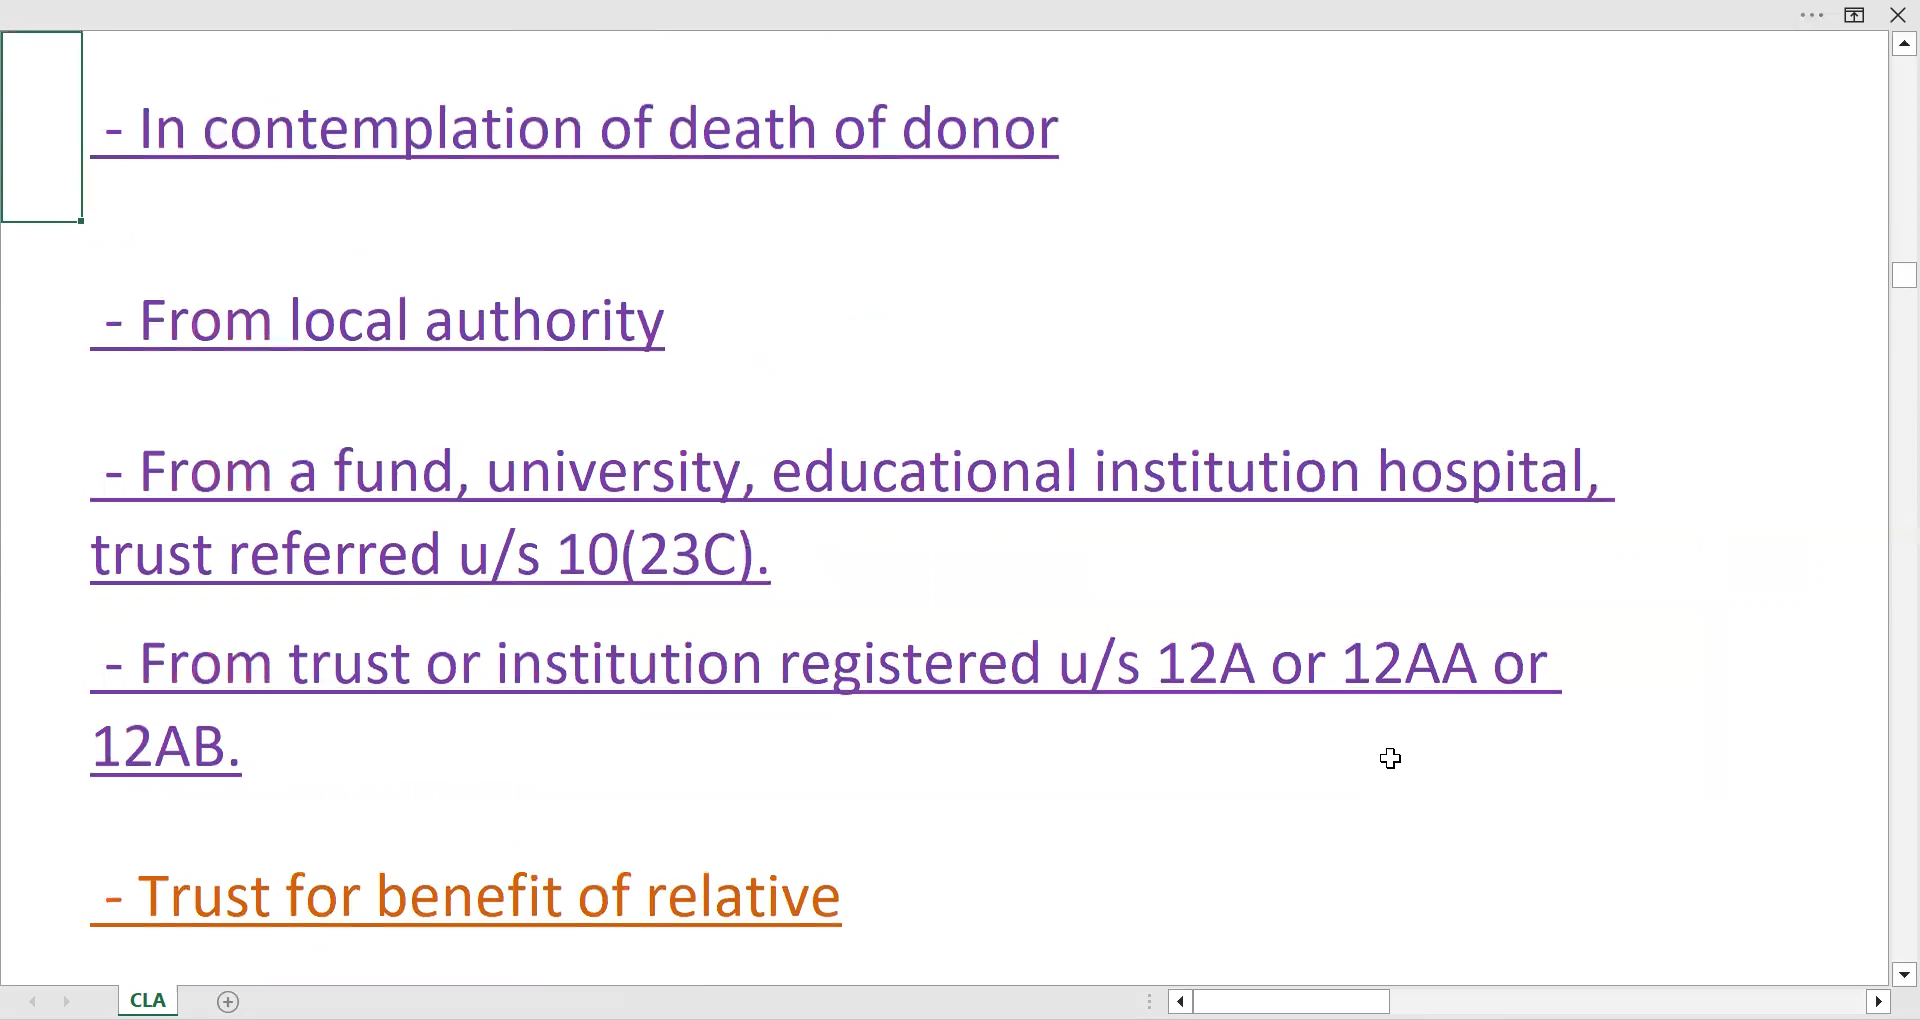 - In contemplation of death of donor
- From local authority
- From a fund, university, educational institution hospital,
trust referred u/s 10(23C).
- From trust or institution registered u/s 12A or 12AA or
12AB.
- Trust for benefit of relative
CLA